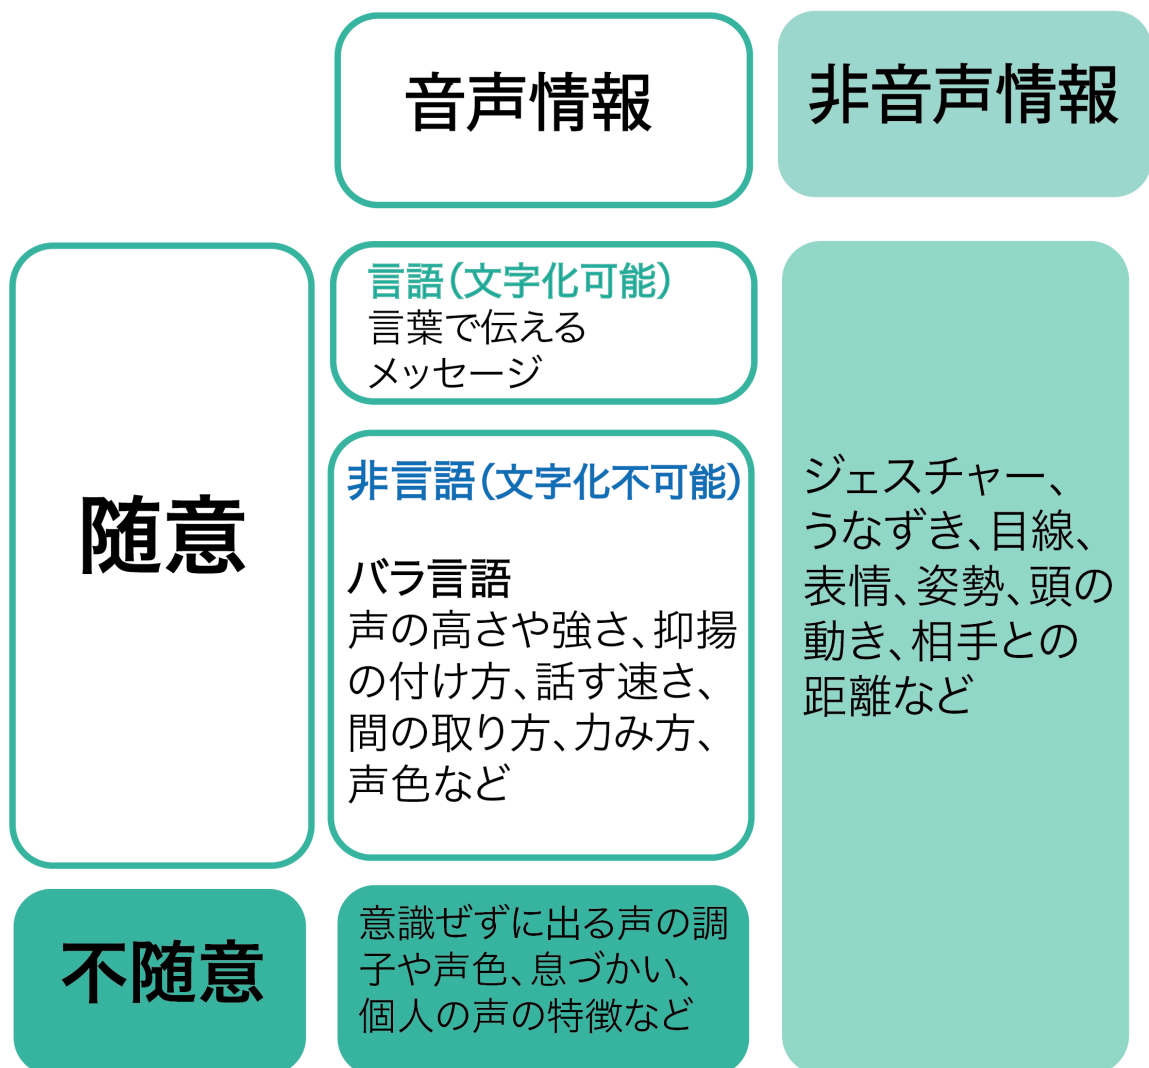 音声情報
非音声情報
随意
言語(文字化可能)
言葉で伝える
メッセージ
非言語(文字化不可能)
バラ言語
声の高さや強さ、抑揚
の付け方、話す速さ、
間の取り方、力み方、
声色など
ジェスチャー、
うなずき、目線、
表情、姿勢、頭の
動き、相手との
距離など
不随意
意識ぜずに出る声の調
子や声色、息づかい、
個人の声の特徴など